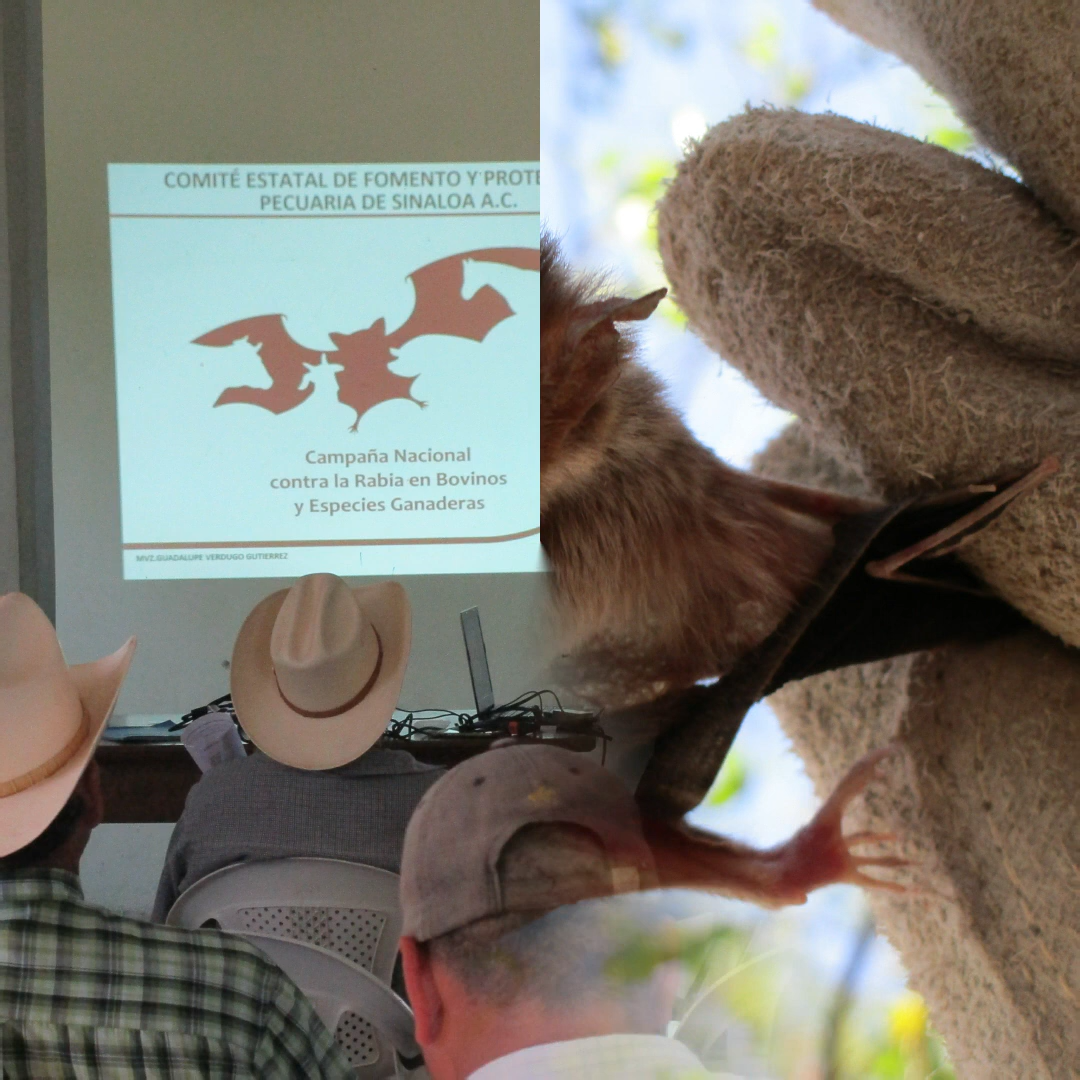 COMITÉ ESTATAL DE FOMENTO Y PROTE
PECUARIA DE SINALOA A.C.
Campaña Nacional
contra la Rabia en Bovinos
y Especies Ganaderas
MVZ.GUADALUPE VERDUGO GUTIERREZ